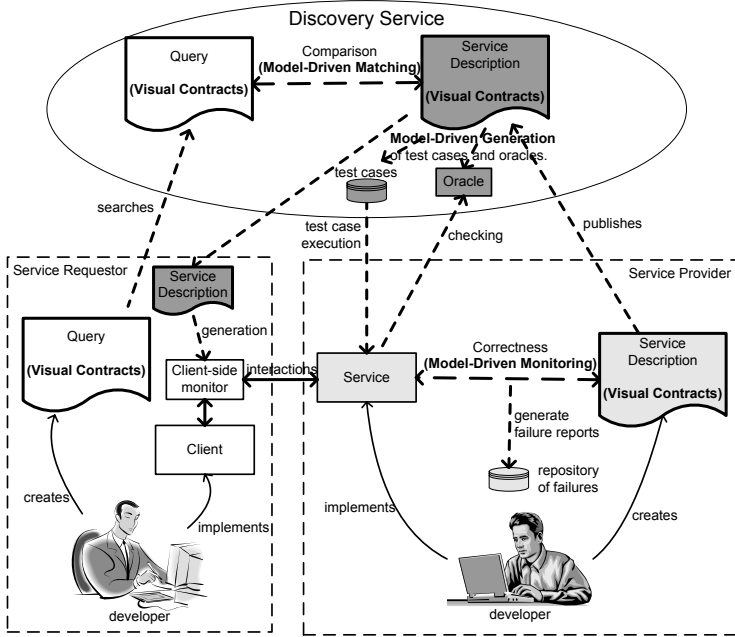 Discovery Service
Query
(Visual Contracts)
Comparison
(Model-Driven Matching)
Service
Description
(Visual Contracts)
Model-Driven Generation
of test cases and oracles.
test cases
Oracle
searches
test case
execution
checking
publishes
Service Requestor
Service
Description
Service Provider
generation
Query
(Visual Contracts)
Client-side
monitor
interactions
Service
Correctness
(Model-Driven Monitoring)
Service
Description
(Visual Contracts)
generate
failure reports
Client
repository
of failures
creates
implements
implements
creates
developer
developer